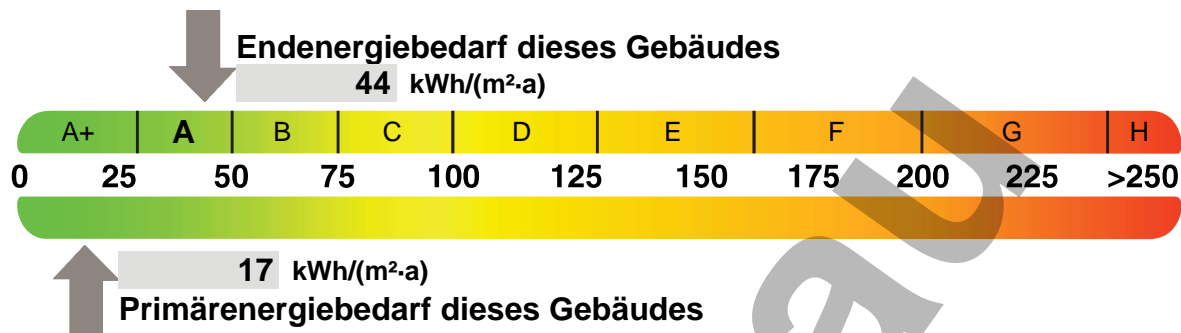 Endenergiebedarf dieses Gebäudes
44 kWh/(m²·a)
A+ A B C D E F G H
0 25 50 75 100 125 150 175 200 225 >250
17 kWh/(m²·a)
Primärenergiebedarf dieses Gebäudes